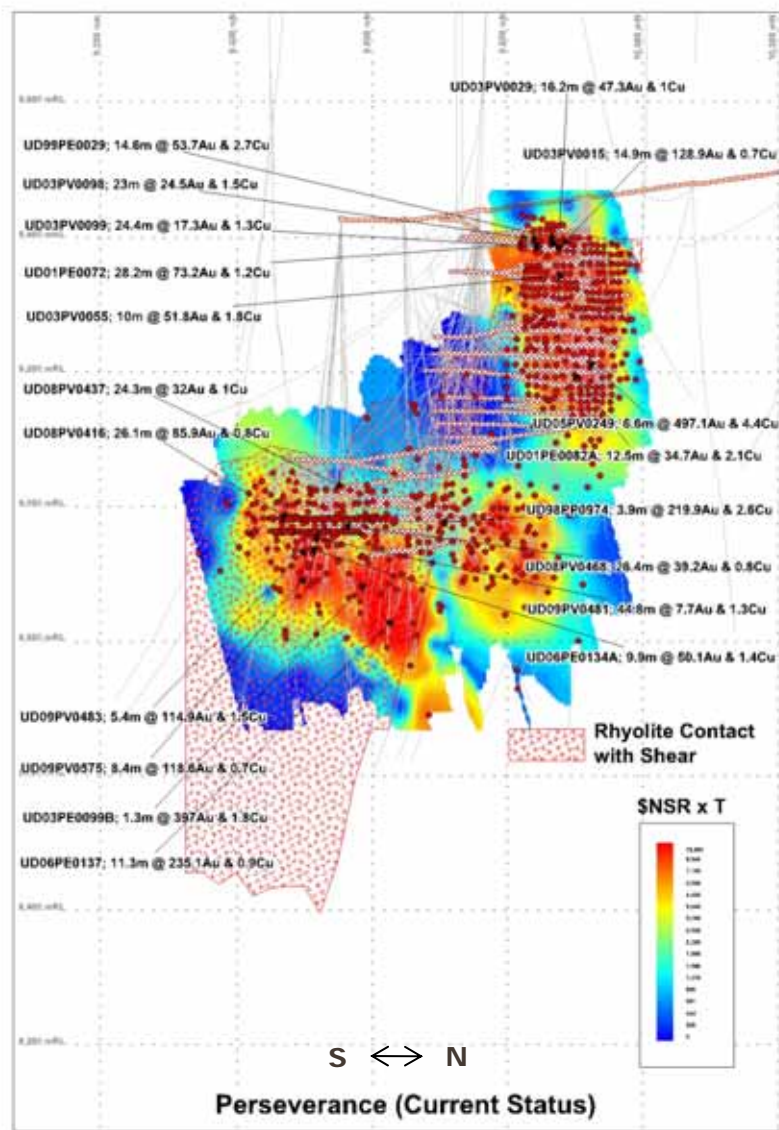 UD03PV0029; 16.2m @ 47.3Au & 1Cu
UD99PE0029; 14.6m @ 53.7Au & 2.7Cu
UD03PV0015; 14.9m @ 128.9Au & 0.7Cu
UD03PV0098; 23m @ 24.5Au & 1.5Cu
UD03PV0099; 24.4m @ 17.3Au & 1.3Cu
UD01PE0072; 28.2m @ 73.2Au & 1.2Cu
UD03PV0055; 10m @ 51.8Au & 1.8Cu
UD08PV0437; 24.3m @ 32Au & 1Cu
UD05PV0249; 6.6m @ 497.1Au & 4.4Cu
UD08PV0416; 26.1m @ 85.9Au & 0.8Cu
UD01PE0082A; 12.5m @ 34.7Au & 2.1Cu
UD98PP0974; 3.9m @ 219.9Au & 2.6Cu
UD08PV0468; 26.4m @ 39.2Au & 0.8Cu
UD09PV0481; 44.8m @ 7.7Au & 1.3Cu
UD06PE0134A; 9.9m @ 50.1Au & 1.4Cu
UD09PV0483; 5.4m @ 114.9Au & 1.5Cu
Rhyolite Contact
with Shear
UD09PV0575; 8.4m @ 118.6Au & 0.7Cu
$NSR x T
UD03PE0099B; 1.3m @ 397Au & 1.8Cu
UD06PE0137; 11.3m @ 235.1Au & 0.9Cu
S N
Perseverance (Current Status)